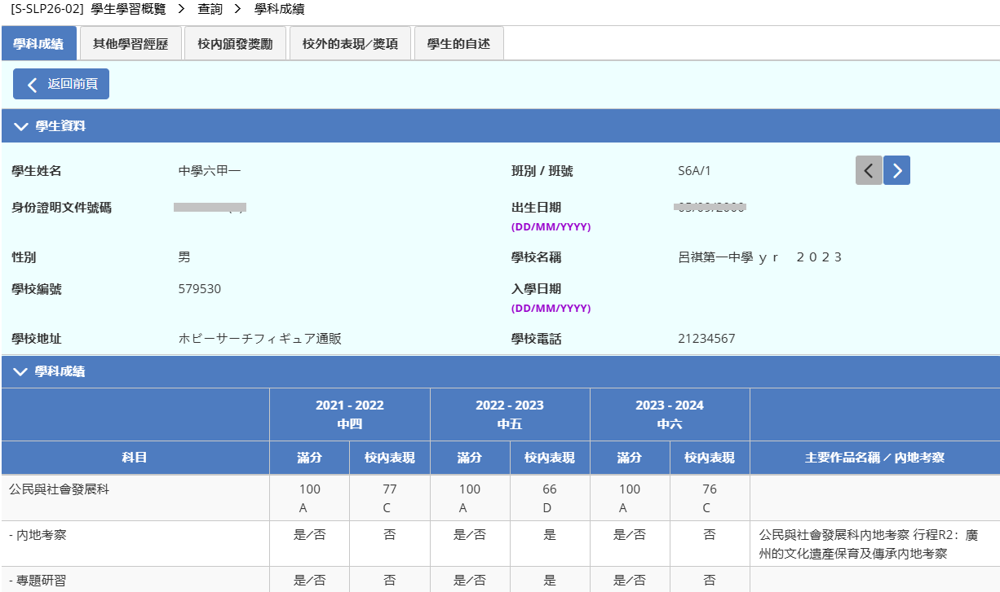 [S-SLP26-02] 學生學習概覽 > 查詢 > 學科成績
學科成績 其他學習經歷 校內頒發獎勵 校外的表現/獎項 學生的自述
返回前頁
學生資料
學生姓名 中學六甲一 班別 / 班號 S6A/1
身份證明文件號碼 出生日期
(DD/MM/YYYY)
性別 男 學校名稱 呂祺第一中學 ｙｒ　２０２３
學校編號 579530 入學日期
(DD/MM/YYYY)
學校地址 ホビーサーチフィギュア通販 學校電話 21234567
學科成績
2021 - 2022 2022 - 2023 2023 - 2024
中四 中五 中六
科目 滿分 校內表現 滿分 校內表現 滿分 校內表現 主要作品名稱 / 內地考察
公民與社會發展科 100 77 100 66 100 76
A C A D A C
- 內地考察 是/否 否 是/否 是 是/否 否 公民與社會發展科內地考察 行程R2：廣
州的文化遺產保育及傳承內地考察
- 專題研習 是/否 否 是/否 是 是/否 否